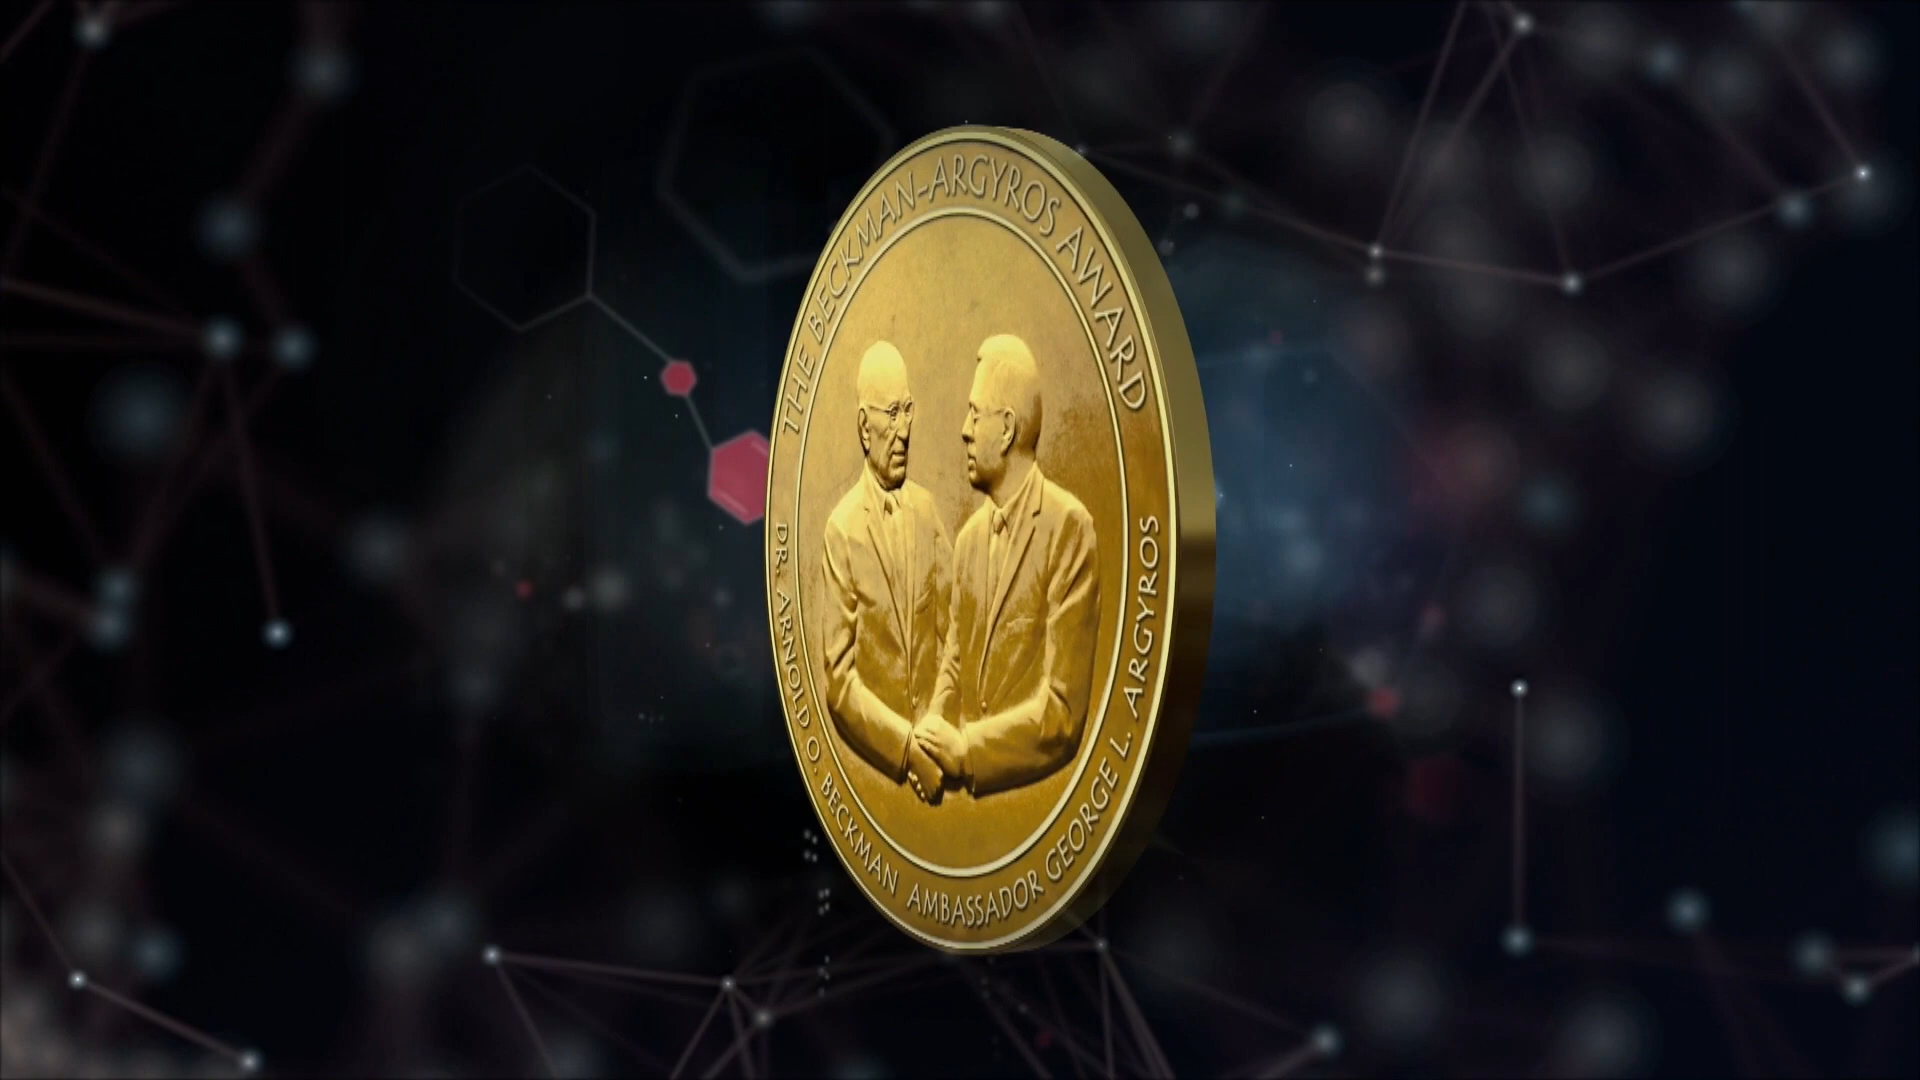 THE BECKMAN-ARGYROS AWARD
DR. ARNOLD O. BECKMAN AMBASSADOR GEORGE L. ARGYROS